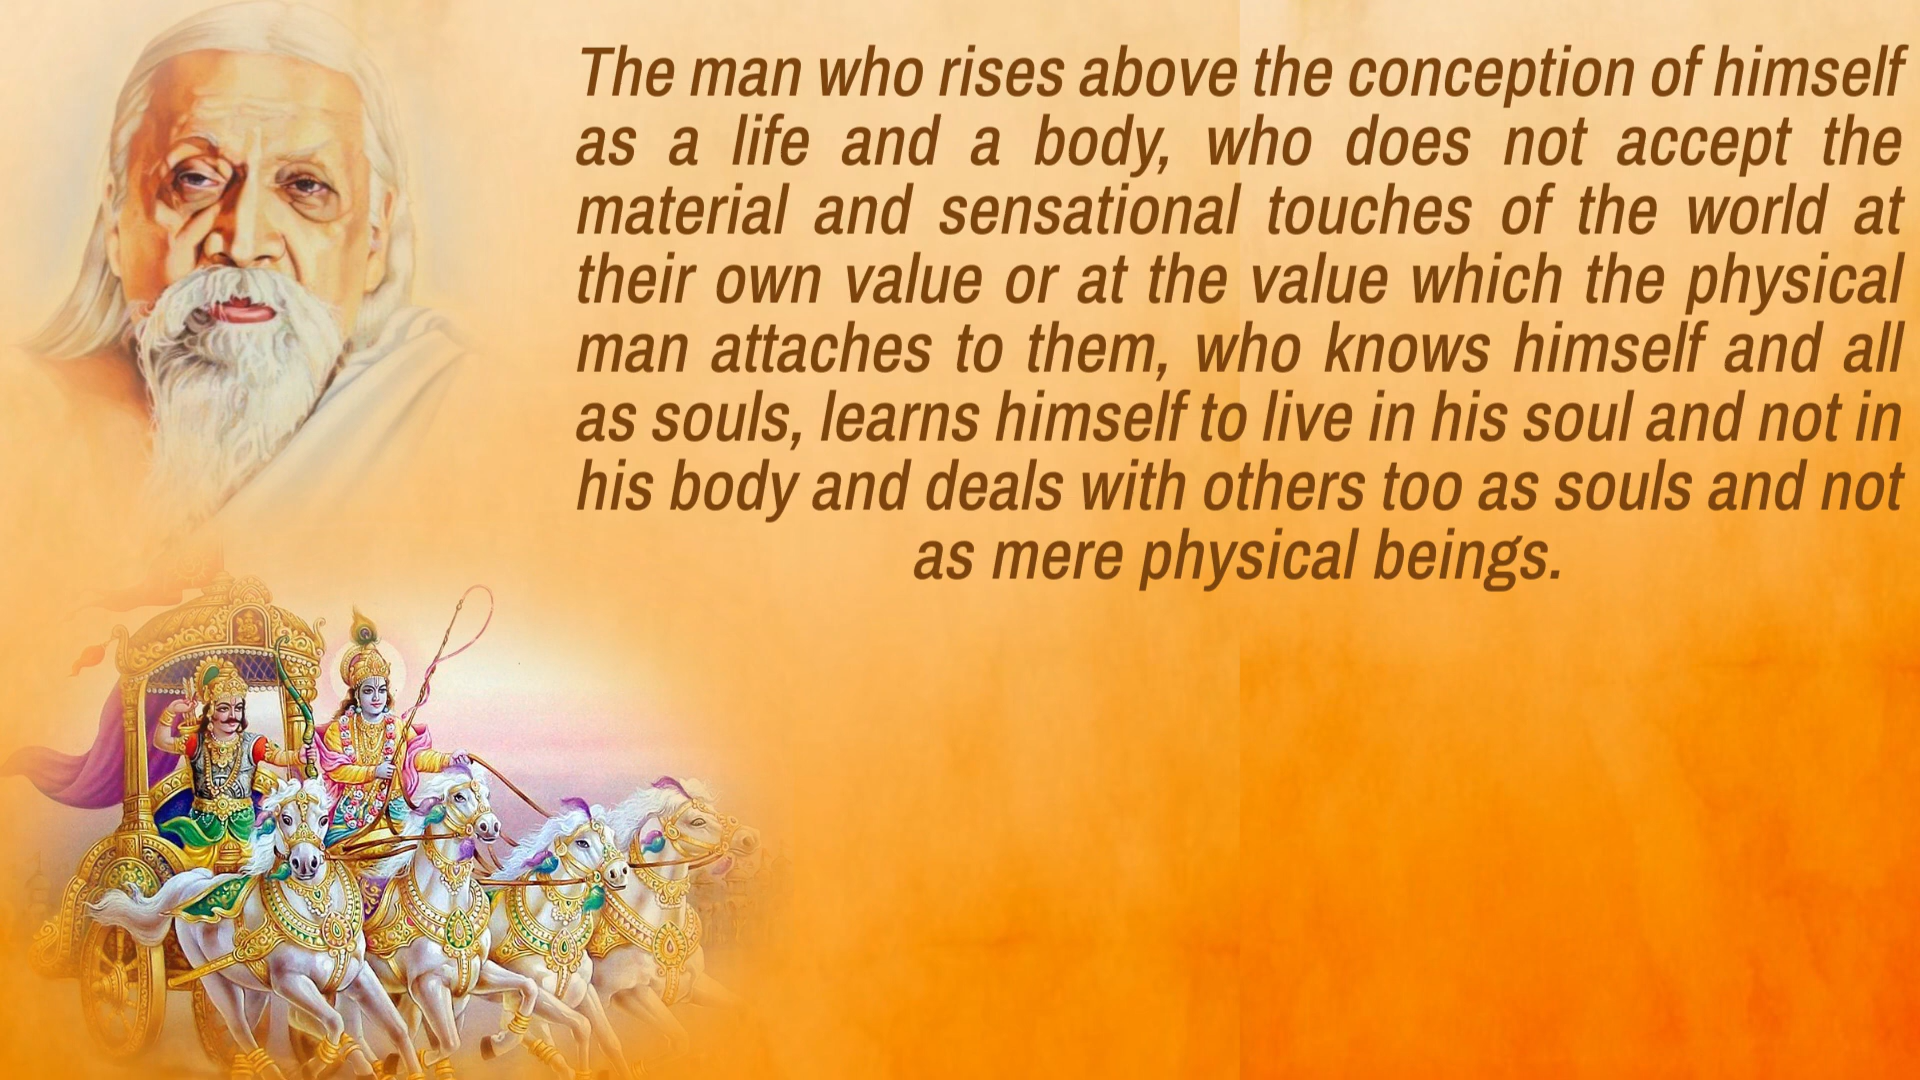 The man who rises above the conception of himself
as a life and a body, who does not accept the
material and sensational touches of the world at
their own value or at the value which the physical
man attaches to them, who knows himself and all
as souls, learns himself to live in his soul and not in
his body and deals with others too as souls and not
as mere physical beings.